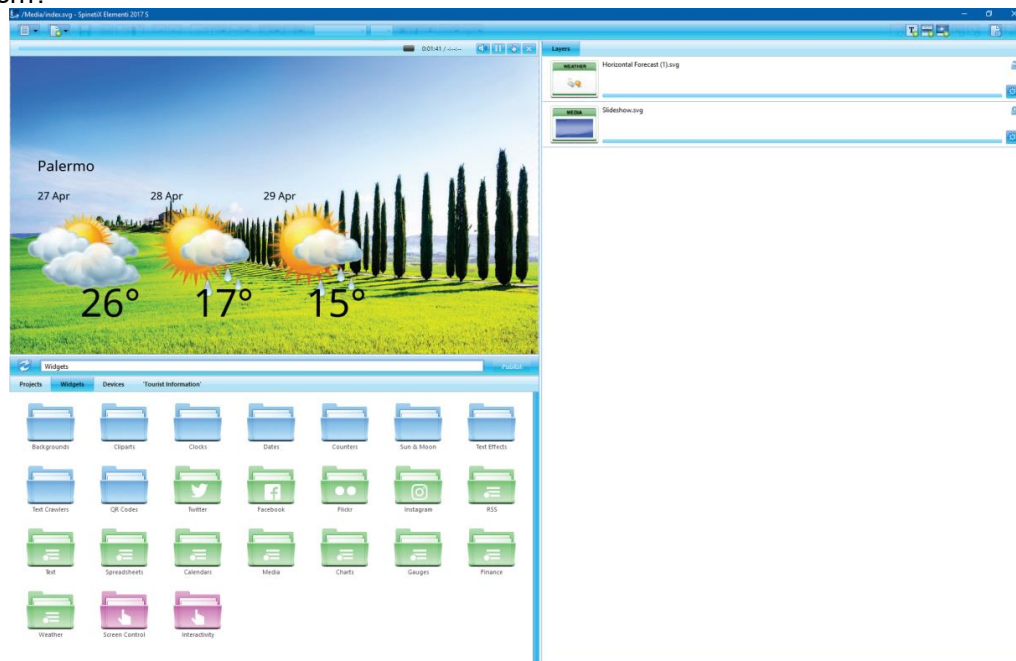 /Media/index.svg - SpinetiX Elementi 2017 S
0:01:41 / --:--:--
Layers
WEATHER
Horizontal Forecast (1).svg
MEDIA
Slideshow.svg
Palermo
27 Apr 28 Apr 29 Apr
26° 17° 15°
Widgets
Publish
Projects Widgets Devices 'Tourist Information'
Backgrounds Cliparts Clocks Dates Counters Sun & Moon Text Effects
Text Crawlers QR Codes Twitter Facebook Flickr Instagram RSS
Text Spreadsheets Calendars Media Charts Gauges Finance
Weather Screen Control Interactivity